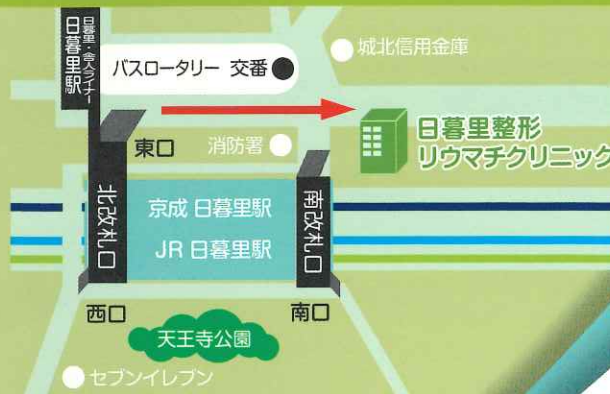 日暮里・舎人ライナー
日暮里駅
バスロータリー 交番
城北信用金庫
東口
消防署
日暮里整形
リウマチクリニック
北改札口
京成 日暮里駅
JR 日暮里駅
南改札口
西口
南口
天王寺公園
セブンイレブン